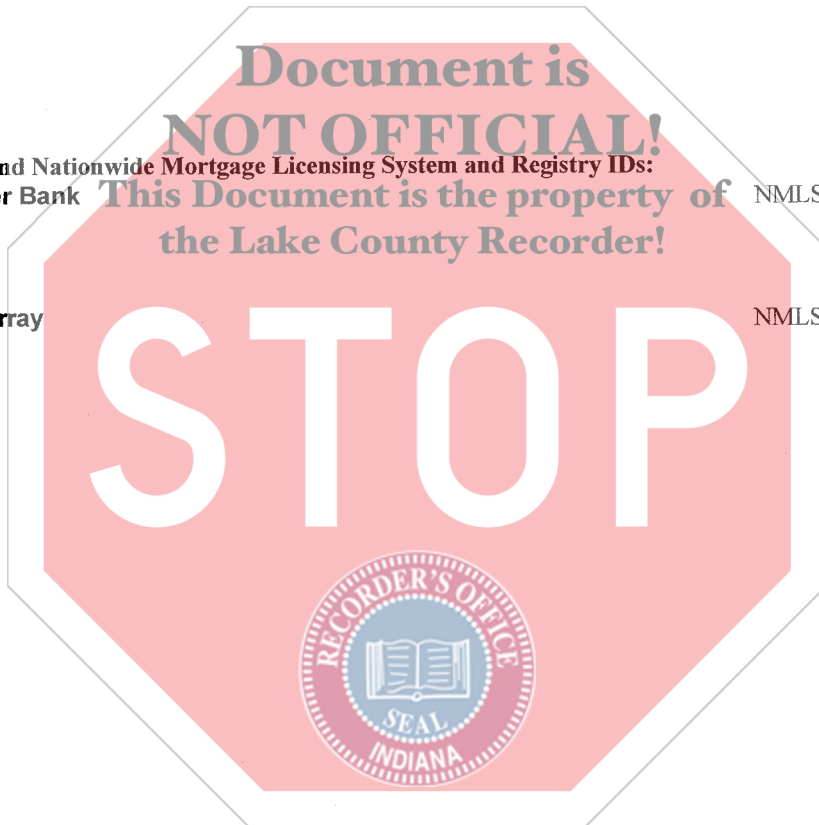 Document is
NOT OFFICIAL!
nd Nationwide Mortgage Licensing System and Registry IDs:
r Bank This Document is the property of NMLS
the Lake County Recorder!
rray NMLS
STOP
RECORDER'S OFFICE
SEAL
INDIANA